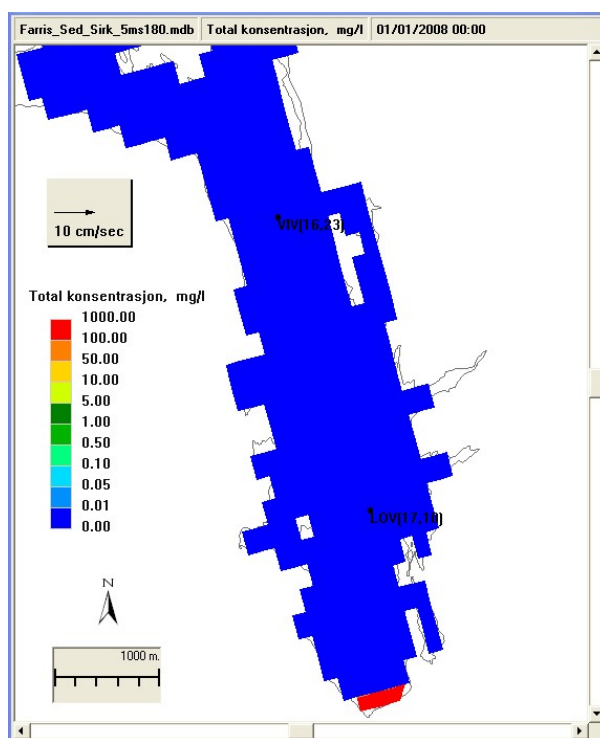 Farris_Sed_Sirk_5ms180.mdb Total konsentrasjon, mg/l 01/01/2008 00:00
VIV(16,23)
10 cm/sec
Total konsentrasjon, mg/l
1000.00
100.00
50.00
10.00
5.00
1.00
0.50
0.10
0.05
0.01
0.00
LOV(17,10)
N
1000 m.